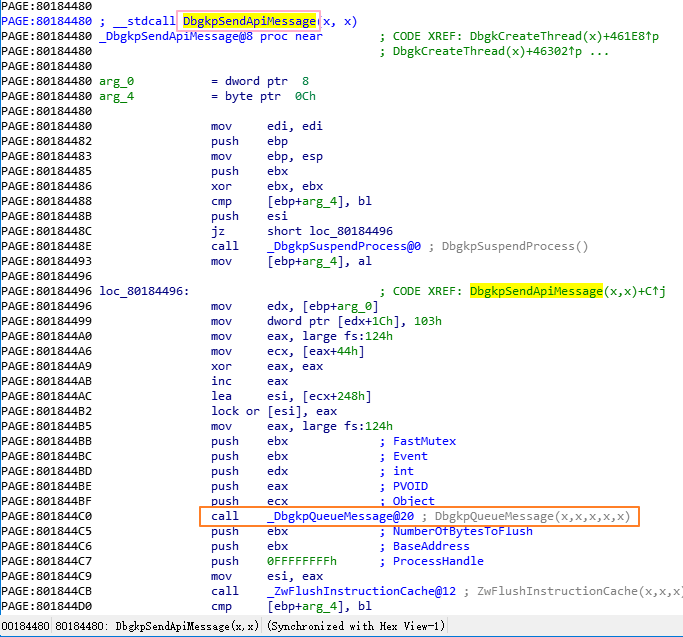 PAGE:80184480
PAGE:80184480 ; __stdcall DbgkpSendApiMessage(x, x)
PAGE:80184480 _DbgkpSendApiMessage@8 proc near ; CODE XREF: DbgkCreateThread(x)+461E8↑p
PAGE:80184480 ; DbgkCreateThread(x)+46302↑p ...
PAGE:80184480
PAGE:80184480 arg_0 = dword ptr 8
PAGE:80184480 arg_4 = byte ptr 0Ch
PAGE:80184480
PAGE:80184480 mov edi, edi
PAGE:80184482 push ebp
PAGE:80184483 mov ebp, esp
PAGE:80184485 push ebx
PAGE:80184486 xor ebx, ebx
PAGE:80184488 cmp [ebp+arg_4], bl
PAGE:8018448B push esi
PAGE:8018448C jz short loc_80184496
PAGE:8018448E call _DbgkpSuspendProcess@0 ; DbgkpSuspendProcess()
PAGE:80184493 mov [ebp+arg_4], al
PAGE:80184496
PAGE:80184496 loc_80184496: ; CODE XREF: DbgkpSendApiMessage(x,x)+C↑j
PAGE:80184496 mov edx, [ebp+arg_0]
PAGE:80184499 mov dword ptr [edx+1Ch], 103h
PAGE:801844A0 mov eax, large fs:124h
PAGE:801844A6 mov ecx, [eax+44h]
PAGE:801844A9 xor eax, eax
PAGE:801844AB inc eax
PAGE:801844AC lea esi, [ecx+248h]
PAGE:801844B2 lock or [esi], eax
PAGE:801844B5 mov eax, large fs:124h
PAGE:801844BB push ebx ; FastMutex
PAGE:801844BC push ebx ; Event
PAGE:801844BD push edx ; int
PAGE:801844BE push eax ; PVOID
PAGE:801844BF push ecx ; Object
PAGE:801844C0 call _DbgkpQueueMessage@20 ; DbgkpQueueMessage(x,x,x,x,x)
PAGE:801844C5 push ebx ; NumberOfBytesToFlush
PAGE:801844C6 push ebx ; BaseAddress
PAGE:801844C7 push 0FFFFFFFFh ; ProcessHandle
PAGE:801844C9 mov esi, eax
PAGE:801844CB call _ZwFlushInstructionCache@12 ; ZwFlushInstructionCache(x,x,x)
PAGE:801844D0 cmp [ebp+arg_4], bl
00184480 80184480: DbgkpSendApiMessage(x,x) (Synchronized with Hex View-1)